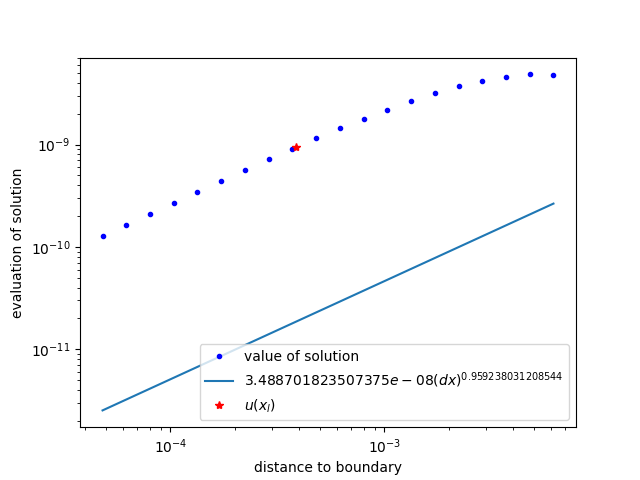 evaluation of solution
10⁻⁹
10⁻¹⁰
10⁻¹¹
value of solution
3.488701823507375e − 08(dx)^0.959238031208544
u(x_l)
10⁻⁴
10⁻³
distance to boundary